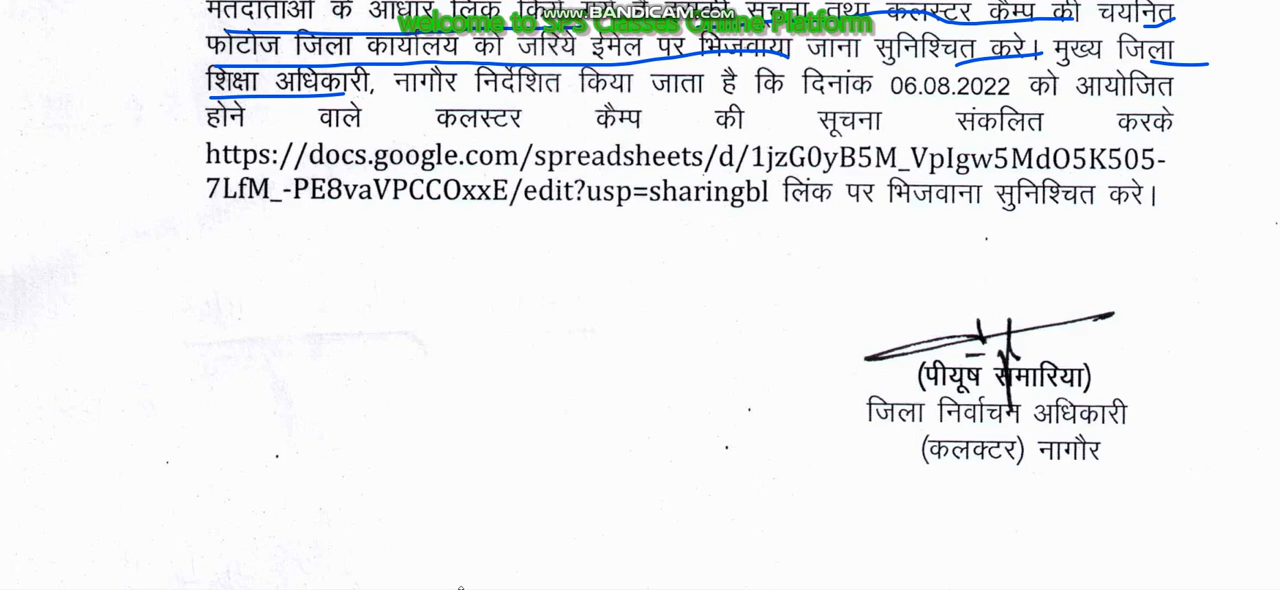 www.BANDICAM.com
welcome to SPS Classes Online Platform
मतदाताओं के आधार लिंक किये सूचना तथा कलस्टर कैम्प की चयनित
फोटोज जिला कार्यालय को जरिये ईमेल पर भिजवाया जाना सुनिश्चित करे। मुख्य जिला
शिक्षा अधिकारी, नागौर निर्देशित किया जाता है कि दिनांक 06.08.2022 को आयोजित
होने वाले कलस्टर कैम्प की सूचना संकलित करके
https://docs.google.com/spreadsheets/d/1jzG0yB5M_VpIgw5MdO5K505-
7LfM_-PE8vaVPCCOxxE/edit?usp=sharingbl लिंक पर भिजवाना सुनिश्चित करे।
(पीयूष समारिया)
जिला निर्वाचन अधिकारी
(कलक्टर) नागौर